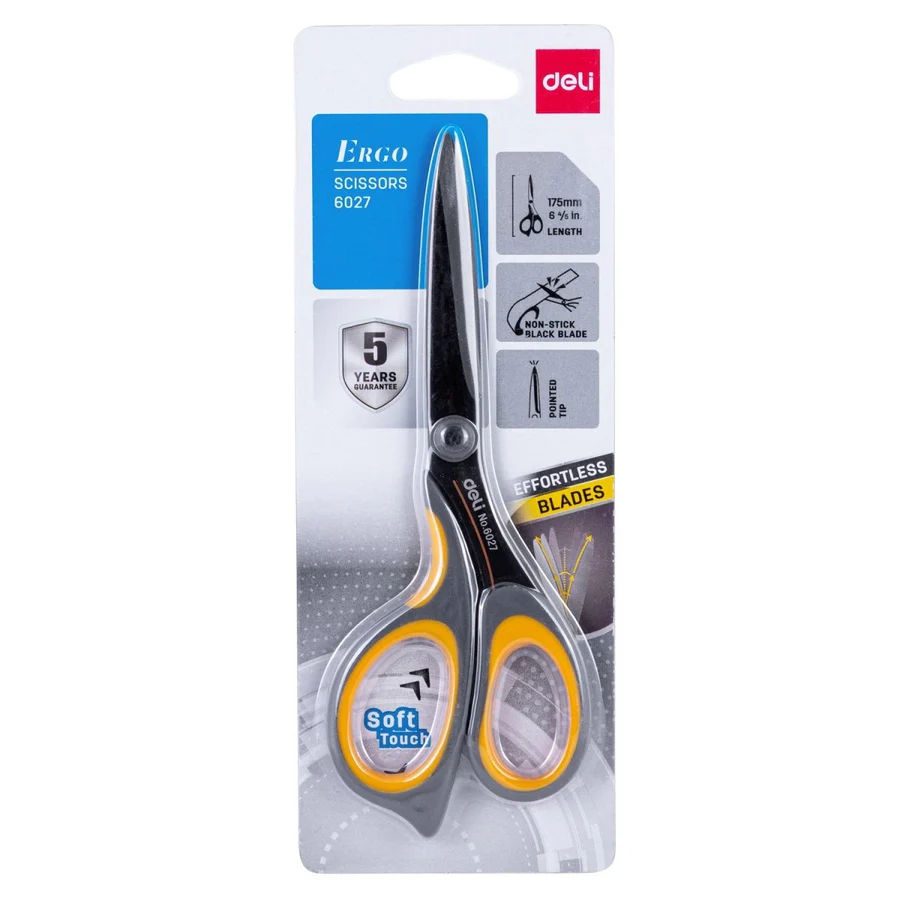 deli
ERGO
SCISSORS
6027
175mm
6 ⅘ in.
LENGTH
5
YEARS
GUARANTEE
NON-STICK
BLACK BLADE
POINTED
TIP
EFFORTLESS
BLADES
deli No.6027
Soft
Touch